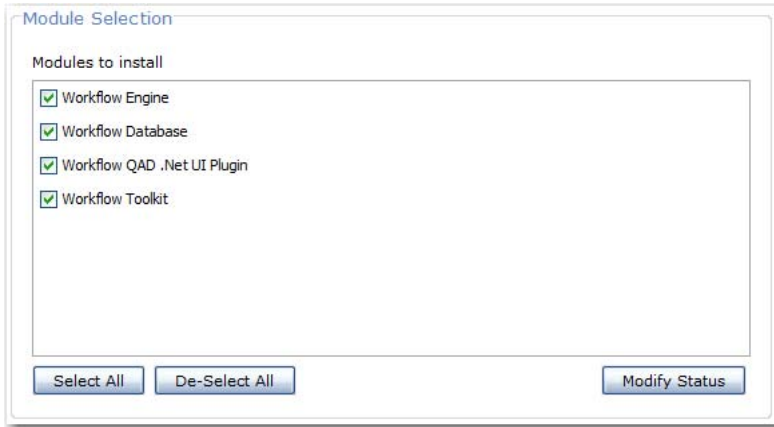 Module Selection
Modules to install
Workflow Engine
Workflow Database
Workflow QAD .Net UI Plugin
Workflow Toolkit
Select All De-Select All Modify Status